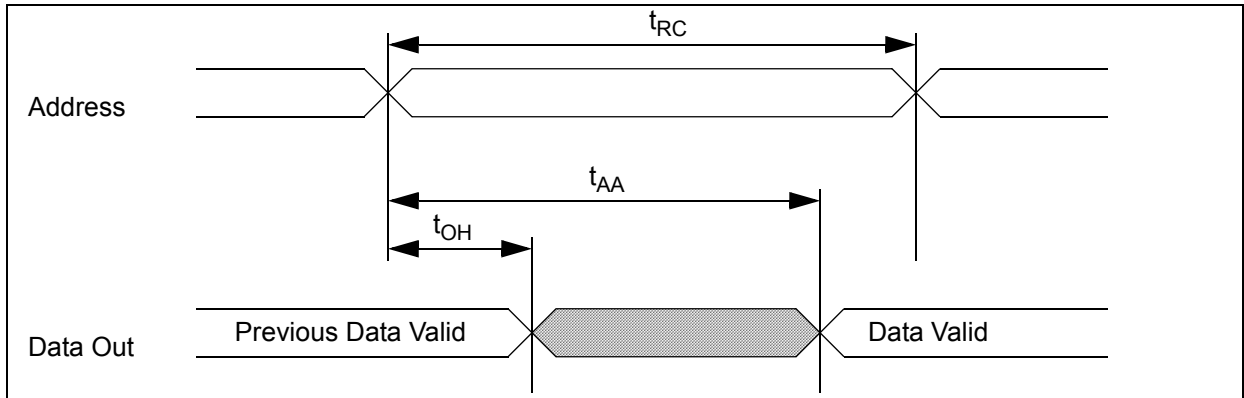 tRC
Address
tAA
tOH
Previous Data Valid
Data Valid
Data Out